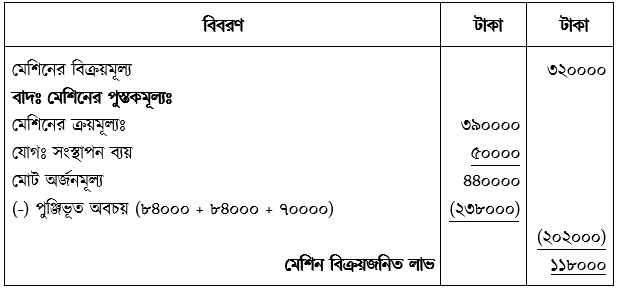 বিবরণ টাকা টাকা
মেশিনের বিক্রয়মূল্য ৩২০০০০
বাদঃ মেশিনের পুস্তকমূল্যঃ
মেশিনের ক্রয়মূল্যঃ ৩৯০০০০
যোগঃ সংস্থাপন ব্যয় ৫০০০০
মোট অর্জনমূল্য ৪৪০০০০
(-) পুঞ্জিভূত অবচয় (৮৪০০০ + ৮৪০০০ + ৭০০০০) (২৩৮০০০)
(২০২০০০)
মেশিন বিক্রয়জনিত লাভ ১১৮০০০